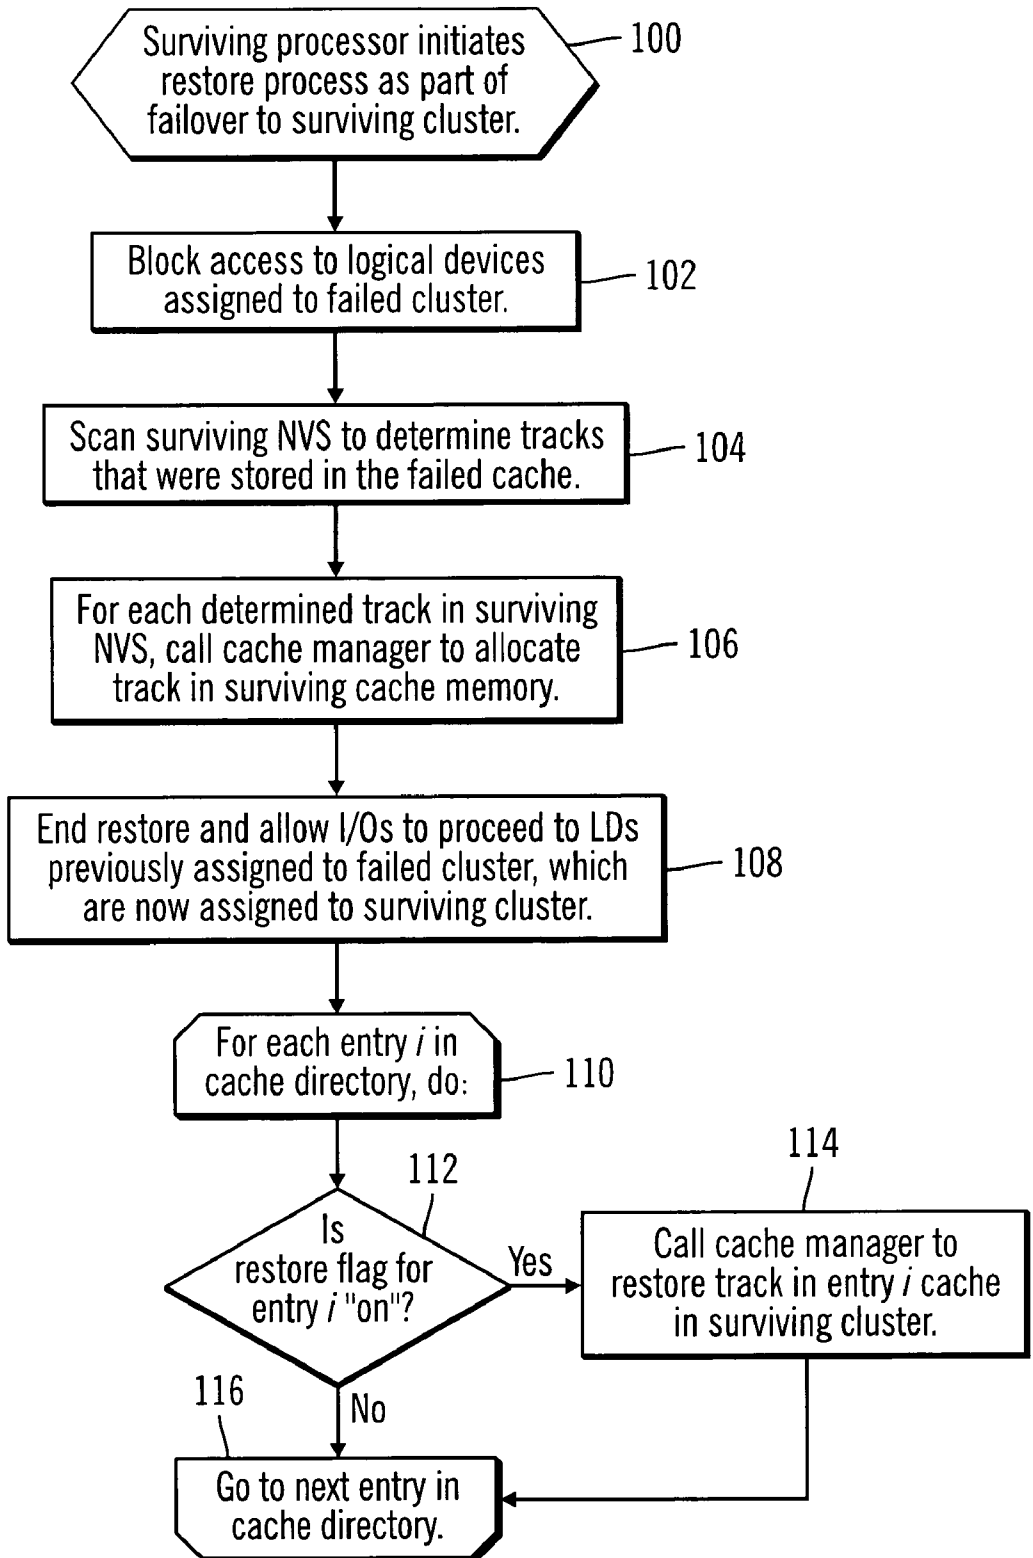 Surviving processor initiates
restore process as part of
failover to surviving cluster.
100
Block access to logical devices
assigned to failed cluster.
102
Scan surviving NVS to determine tracks
that were stored in the failed cache.
104
For each determined track in surviving
NVS, call cache manager to allocate
track in surviving cache memory.
106
End restore and allow I/Os to proceed to LDs
previously assigned to failed cluster, which
are now assigned to surviving cluster.
108
For each entry i in
cache directory, do:
110
112
Is
restore flag for
entry i "on"?
Yes
114
Call cache manager to
restore track in entry i cache
in surviving cluster.
No
116
Go to next entry in
cache directory.